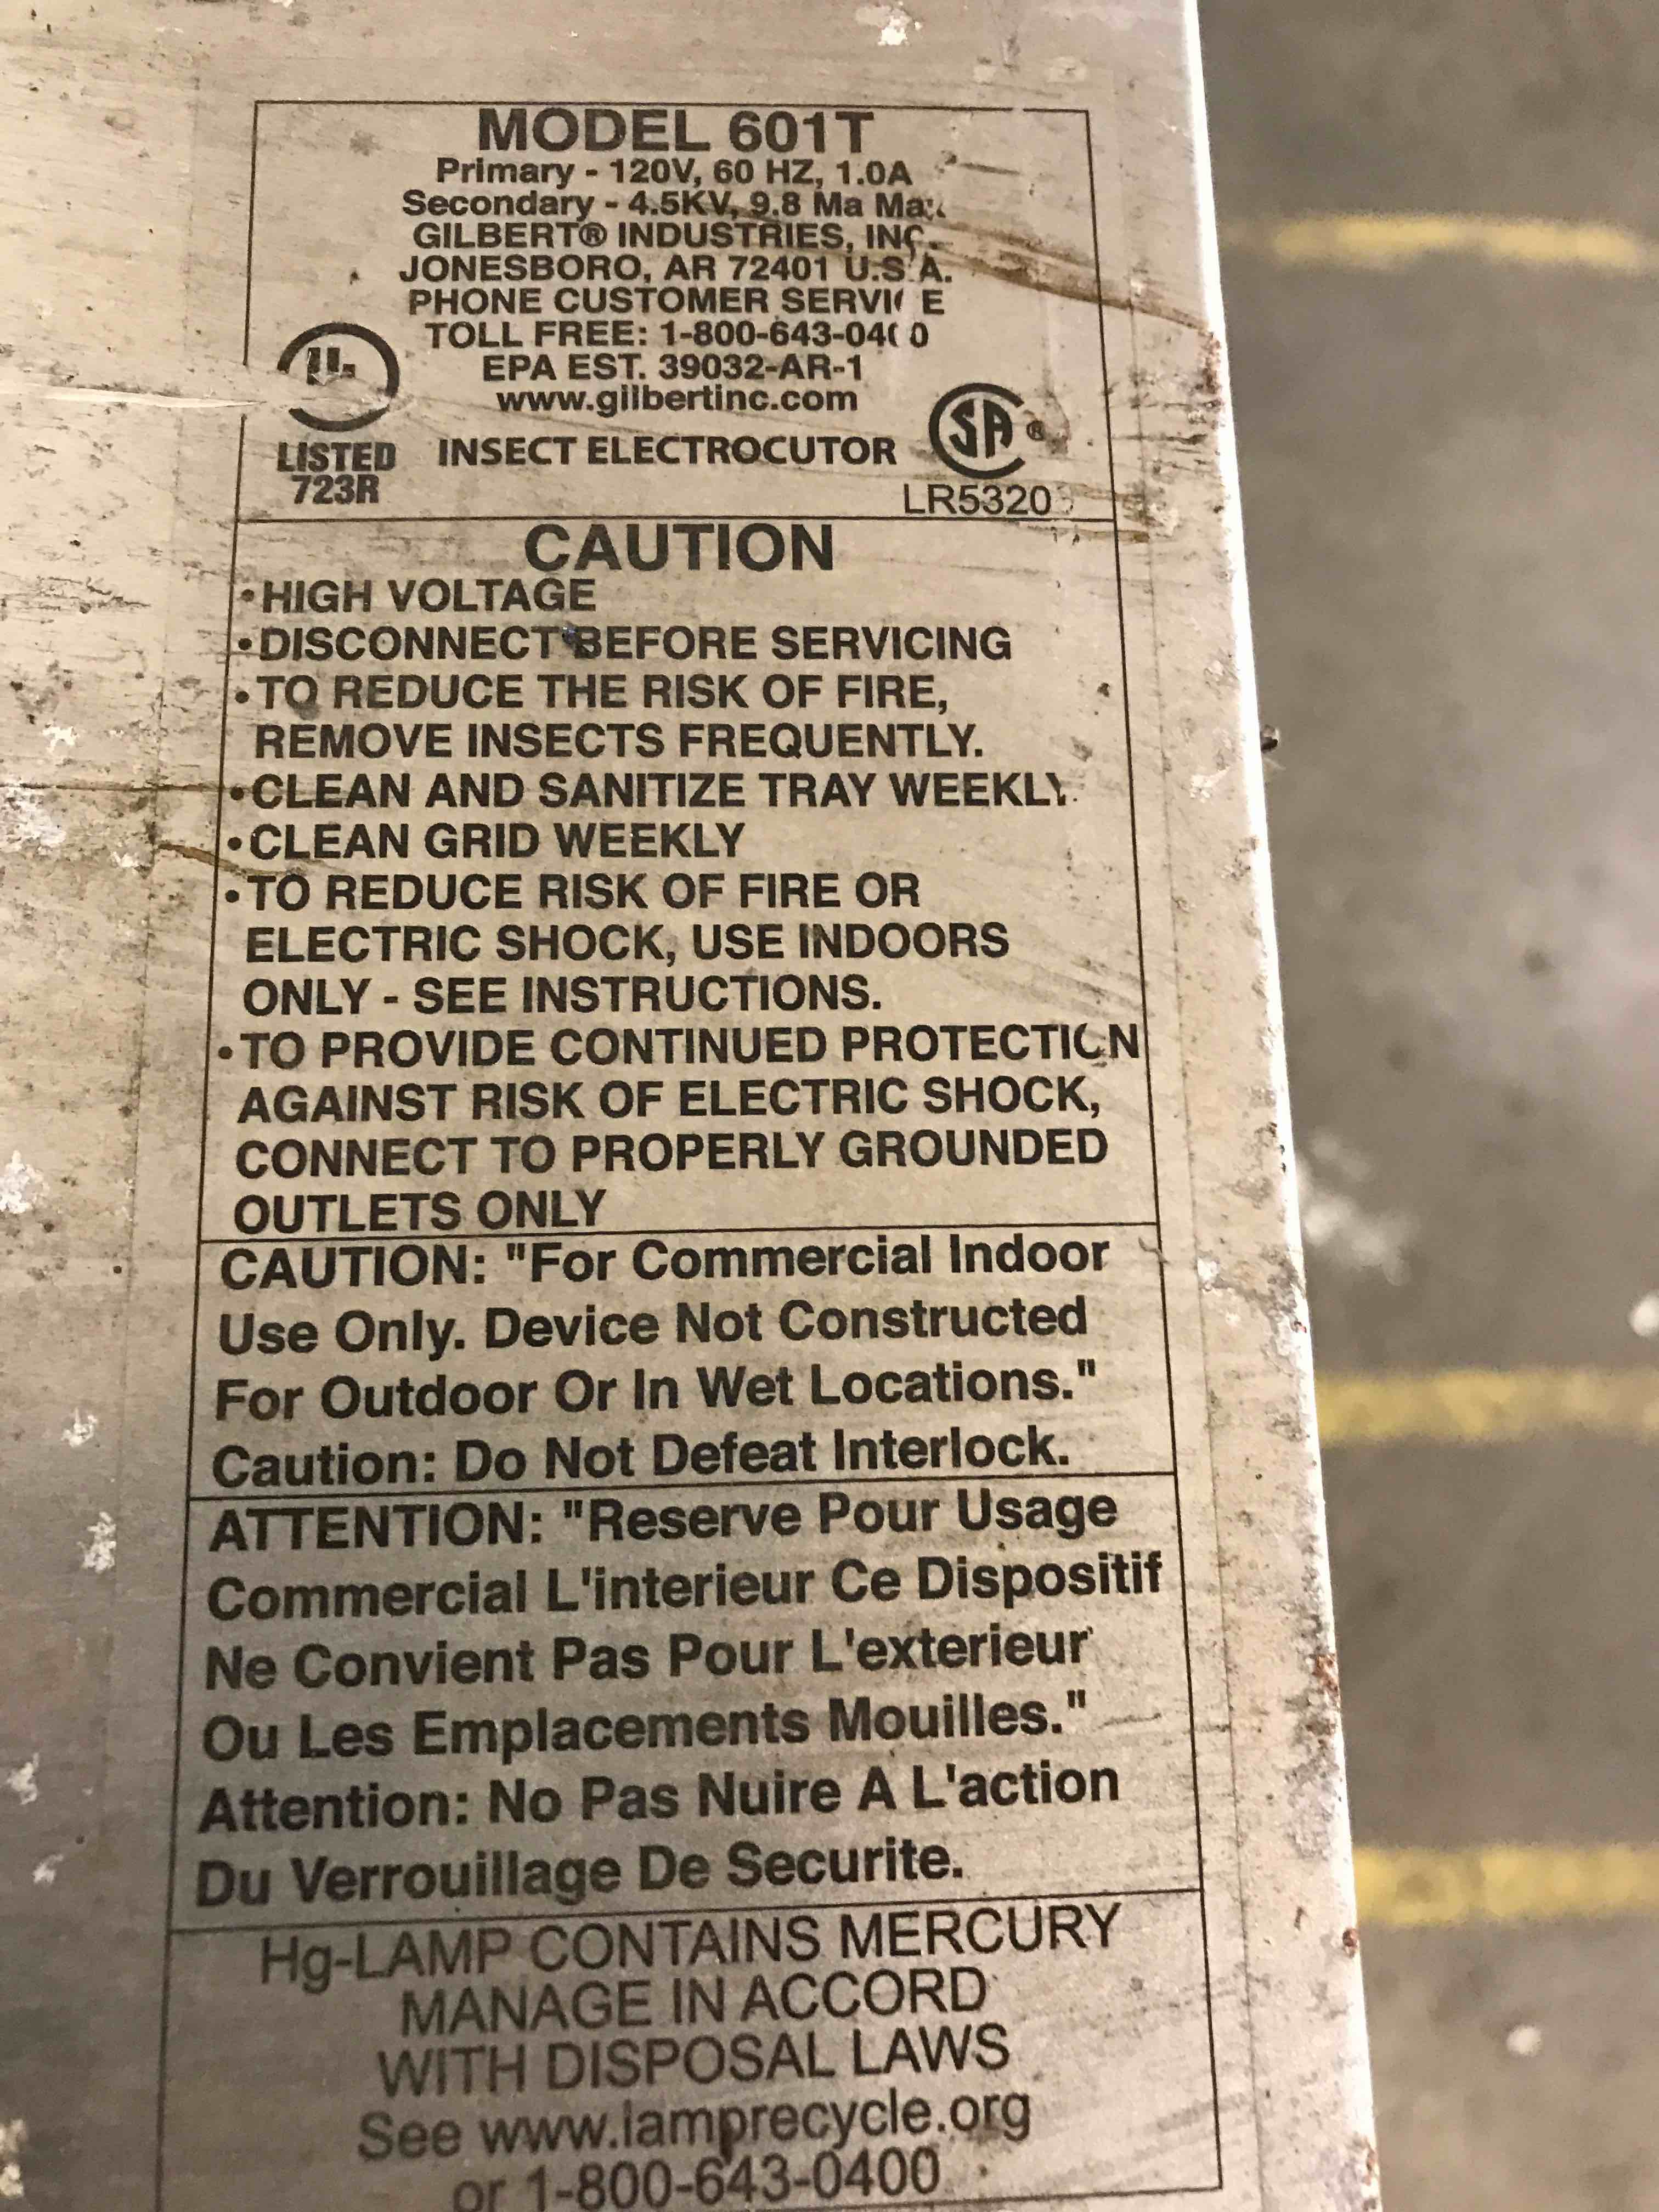 MODEL 601T
Primary - 120V, 60 HZ, 1.0A
Secondary - 4.5KV, 9.8 Ma Max
GILBERT® INDUSTRIES, INC.
JONESBORO, AR 72401 U.S.A.
PHONE CUSTOMER SERVICE
TOLL FREE: 1-800-643-0400
EPA EST. 39032-AR-1
www.gilbertinc.com
UL
LISTED
723R
INSECT ELECTROCUTOR
SA®
CAUTION
•HIGH VOLTAGE
•DISCONNECT BEFORE SERVICING
•TO REDUCE THE RISK OF FIRE,
REMOVE INSECTS FREQUENTLY.
•CLEAN AND SANITIZE TRAY WEEKLY.
•CLEAN GRID WEEKLY
•TO REDUCE RISK OF FIRE OR
ELECTRIC SHOCK, USE INDOORS
ONLY - SEE INSTRUCTIONS.
•TO PROVIDE CONTINUED PROTECTION
AGAINST RISK OF ELECTRIC SHOCK,
CONNECT TO PROPERLY GROUNDED
OUTLETS ONLY
CAUTION: "For Commercial Indoor
Use Only. Device Not Constructed
For Outdoor Or In Wet Locations."
Caution: Do Not Defeat Interlock.
ATTENTION: "Reserve Pour Usage
Commercial L'interieur Ce Dispositif
Ne Convient Pas Pour L'exterieur
Ou Les Emplacements Mouilles."
Attention: No Pas Nuire A L'action
Du Verrouillage De Securite.
Hg-LAMP CONTAINS MERCURY
MANAGE IN ACCORD
WITH DISPOSAL LAWS
See www.lamprecycle.org
or 1-800-643-0400